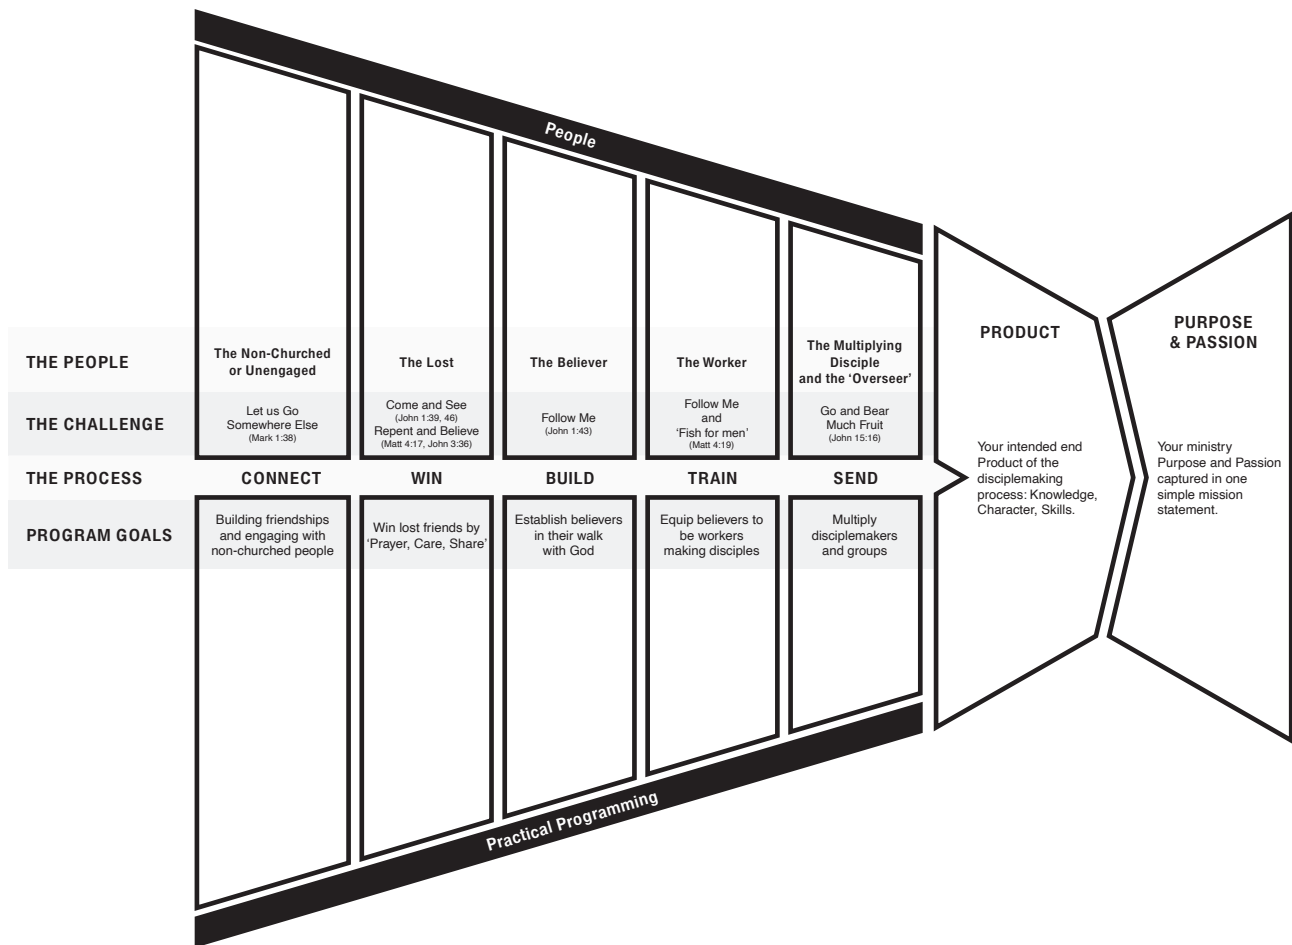 People
THE PEOPLE
The Non-Churched
or Unengaged
The Lost
The Believer
The Worker
The Multiplying
Disciple
and the ‘Overseer’
THE CHALLENGE
Let us Go
Somewhere Else
(Mark 1:38)
Come and See
(John 1:39, 46)
Repent and Believe
(Matt 4:17, John 3:36)
Follow Me
(John 1:43)
Follow Me
and
‘Fish for men’
(Matt 4:19)
Go and Bear
Much Fruit
(John 15:16)
THE PROCESS
CONNECT
WIN
BUILD
TRAIN
SEND
PROGRAM GOALS
Building friendships
and engaging with
non-churched people
Win lost friends by
‘Prayer, Care, Share’
Establish believers
in their walk
with God
Equip believers to
be workers
making disciples
Multiply
disciplemakers
and groups
Practical Programming
PRODUCT
Your intended end
Product of the
disciplemaking
process: Knowledge,
Character, Skills.
PURPOSE
& PASSION
Your ministry
Purpose and Passion
captured in one
simple mission
statement.